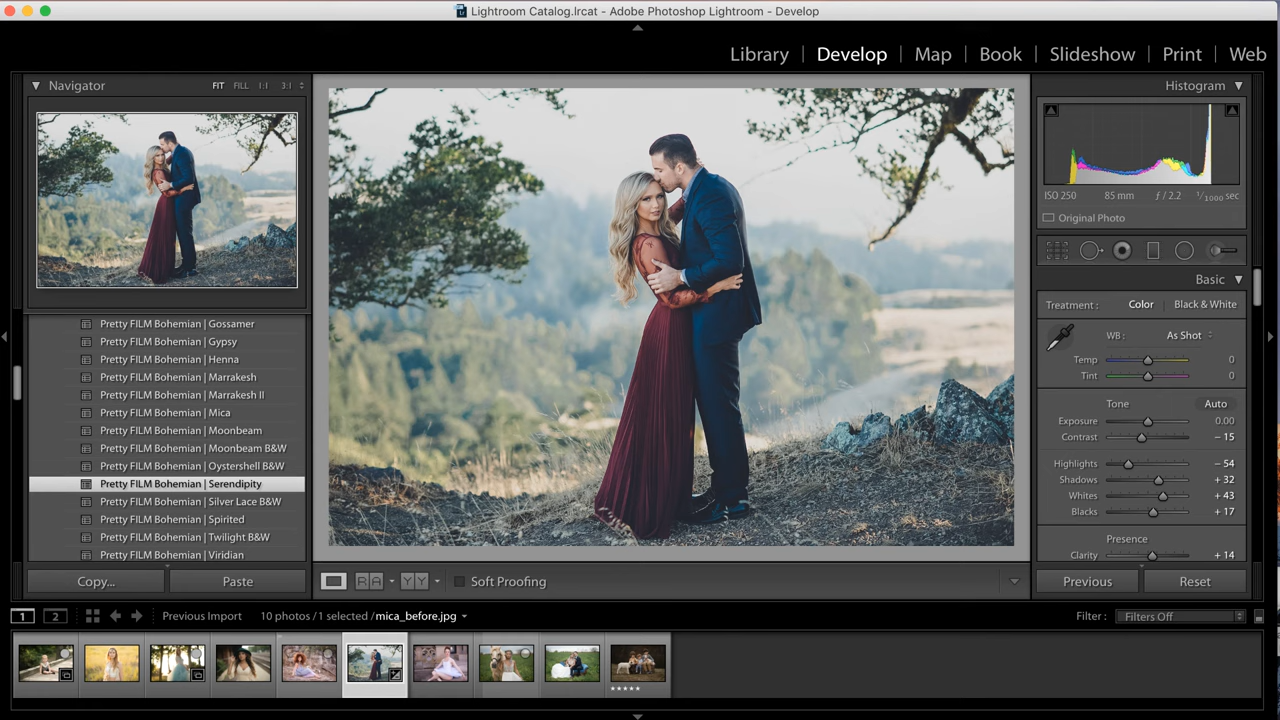 Lightroom Catalog.lrcat - Adobe Photoshop Lightroom - Develop
Library | Develop | Map | Book | Slideshow | Print | Web
Navigator FIT FILL 1:1 3:1
Pretty FILM Bohemian | Gossamer
Pretty FILM Bohemian | Gypsy
Pretty FILM Bohemian | Henna
Pretty FILM Bohemian | Marrakesh
Pretty FILM Bohemian | Marrakesh II
Pretty FILM Bohemian | Mica
Pretty FILM Bohemian | Moonbeam
Pretty FILM Bohemian | Moonbeam B&W
Pretty FILM Bohemian | Oystershell B&W
Pretty FILM Bohemian | Serendipity
Pretty FILM Bohemian | Silver Lace B&W
Pretty FILM Bohemian | Spirited
Pretty FILM Bohemian | Twilight B&W
Pretty FILM Bohemian | Viridian
Copy... Paste
R A Y Y Soft Proofing
Histogram
ISO 250 85 mm ƒ / 2.2 1/1000 sec
Original Photo
Basic
Treatment : Color | Black & White
WB : As Shot
Temp 0
Tint 0
Tone Auto
Exposure 0.00
Contrast – 15
Highlights – 54
Shadows + 32
Whites + 43
Blacks + 17
Presence
Clarity + 14
Previous Reset
1 2 Previous Import 10 photos / 1 selected / mica_before.jpg Filter : Filters Off
★★★★★